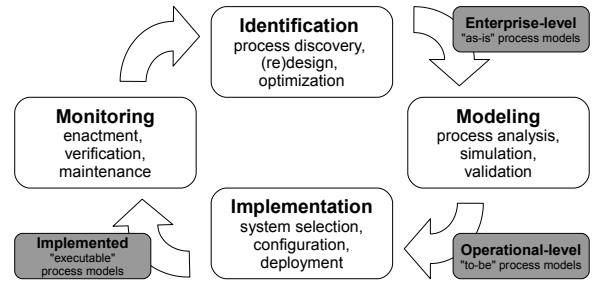 Identification
process discovery,
(re)design,
optimization
Enterprise-level
"as-is" process models
Monitoring
enactment,
verification,
maintenance
Modeling
process analysis,
simulation,
validation
Implementation
system selection,
configuration,
deployment
Implemented
"executable"
process models
Operational-level
"to-be" process models